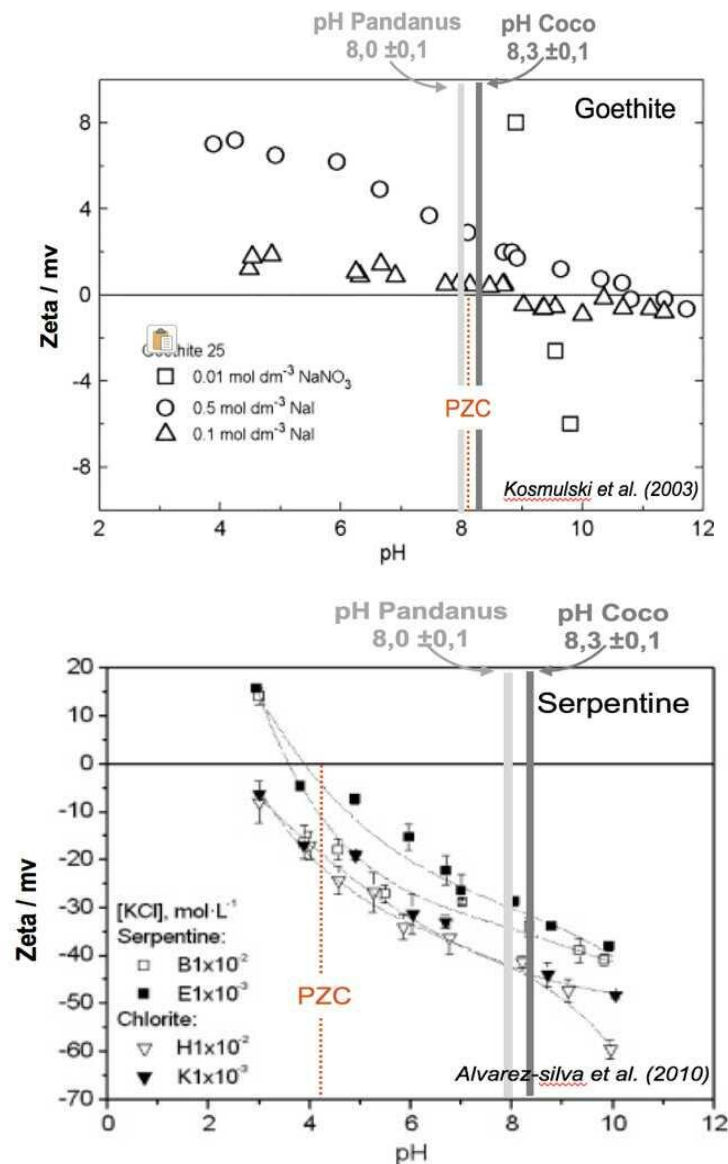 pH Pandanus
8,0 ±0,1
pH Coco
8,3 ±0,1
Goethite
Zeta / mv
8
4
0
-4
-8
Goethite 25
0.01 mol dm⁻³ NaNO₃
0.5 mol dm⁻³ NaI
0.1 mol dm⁻³ NaI
PZC
Kosmulski et al. (2003)
2 4 6 8 10 12
pH
pH Pandanus
8,0 ±0,1
pH Coco
8,3 ±0,1
Serpentine
Zeta / mv
20
10
0
-10
-20
-30
-40
-50
-60
-70
[KCl], mol·L⁻¹
Serpentine:
B1x10⁻²
E1x10⁻³
Chlorite:
H1x10⁻²
K1x10⁻³
PZC
Alvarez-silva et al. (2010)
0 2 4 6 8 10 12
pH